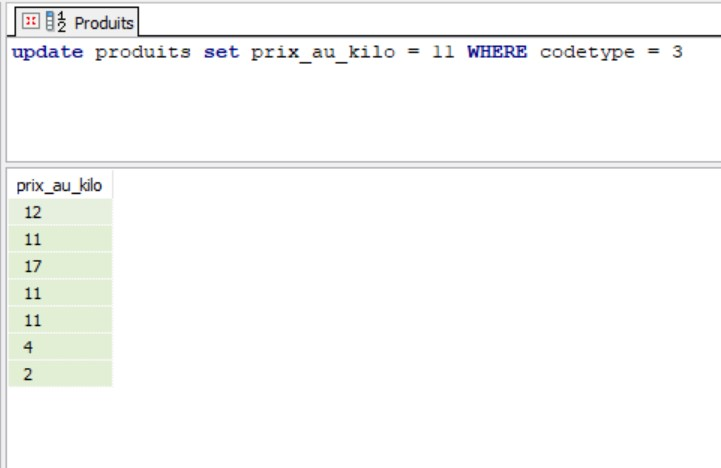 Produits
update produits set prix_au_kilo = 11 WHERE codetype = 3
prix_au_kilo
12
11
17
11
11
4
2